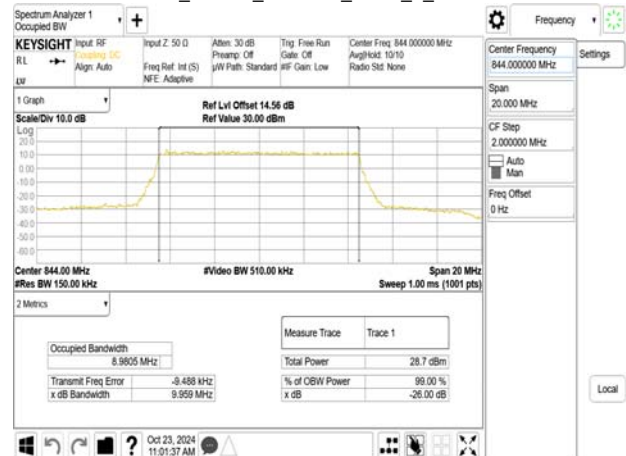 Spectrum Analyzer 1
Occupied BW
Frequency
KEYSIGHT
RL
Input: RF
Coupling: DC
Align: Auto
Input Z: 50 Ω
Freq Ref: Int (S)
NFE: Adaptive
Atten: 30 dB
Preamp: Off
µW Path: Standard
Trig: Free Run
Gate: Off
#IF Gain: Low
Center Freq: 844.000000 MHz
Avg|Hold: 10/10
Radio Std: None
Center Frequency
844.000000 MHz
Settings
Span
20.000 MHz
CF Step
2.000000 MHz
Auto
Man
Freq Offset
0 Hz
Local
1 Graph
Scale/Div 10.0 dB
Ref Lvl Offset 14.56 dB
Ref Value 30.00 dBm
Log
20.0
10.0
0.00
-10.0
-20.0
-30.0
-40.0
-50.0
-60.0
Center 844.00 MHz
#Video BW 510.00 kHz
Span 20 MHz
#Res BW 150.00 kHz
Sweep 1.00 ms (1001 pts)
2 Metrics
Measure Trace Trace 1
Occupied Bandwidth
8.9805 MHz
Total Power 28.7 dBm
Transmit Freq Error -9.488 kHz
% of OBW Power 99.00 %
x dB Bandwidth 9.959 MHz
x dB -26.00 dB
Oct 23, 2024
11:01:37 AM